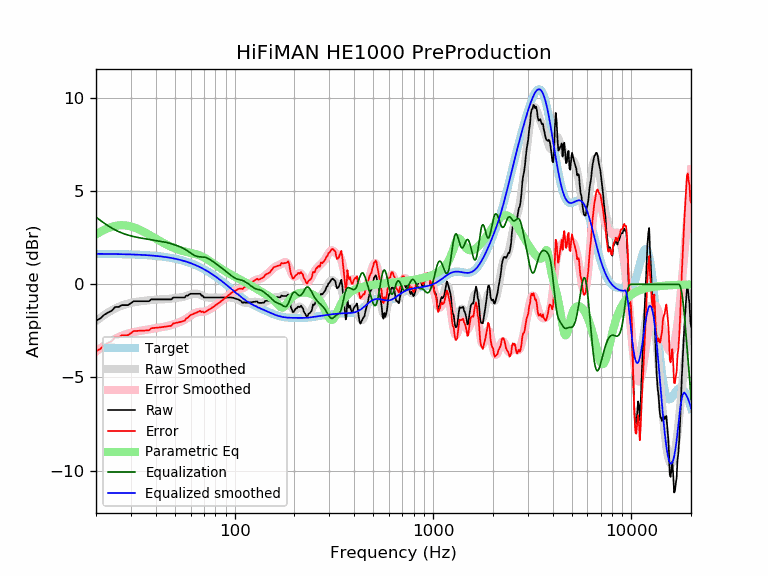 HiFiMAN HE1000 PreProduction
10
5
0
−5
−10
Amplitude (dBr)
Target
Raw Smoothed
Error Smoothed
Raw
Error
Parametric Eq
Equalization
Equalized smoothed
100
1000
10000
Frequency (Hz)